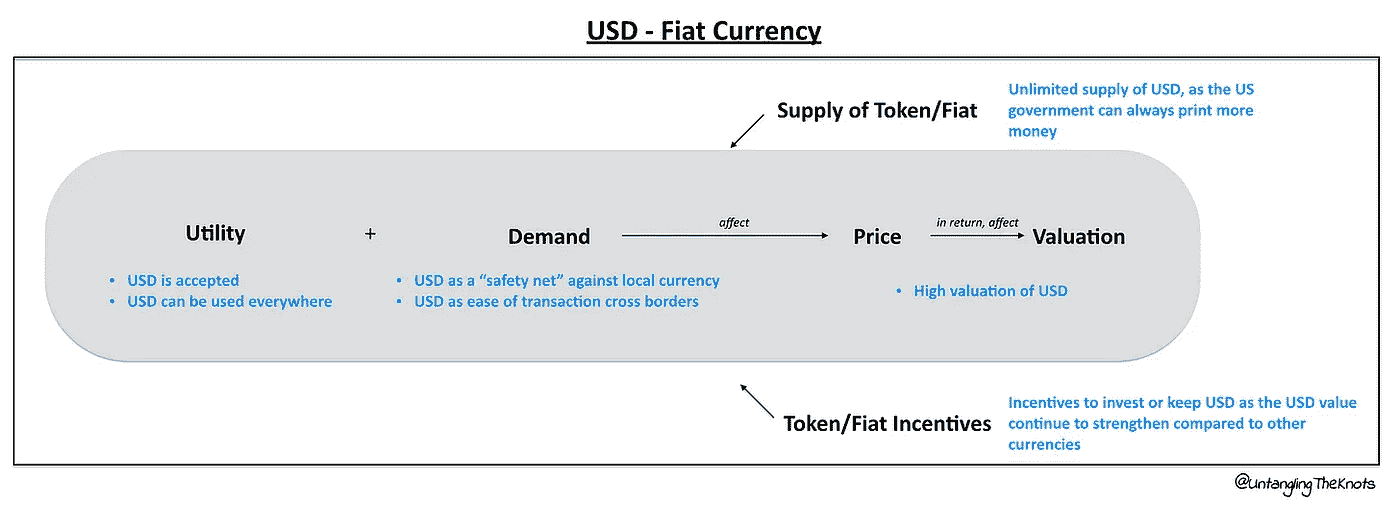 USD - Fiat Currency
Supply of Token/Fiat
Unlimited supply of USD, as the US
government can always print more
money
Utility + Demand affect Price in return, affect Valuation
• USD is accepted
• USD can be used everywhere
• USD as a “safety net” against local currency
• USD as ease of transaction cross borders
• High valuation of USD
Token/Fiat Incentives
Incentives to invest or keep USD as the USD value
continue to strengthen compared to other
currencies
@UntanglingTheKnots